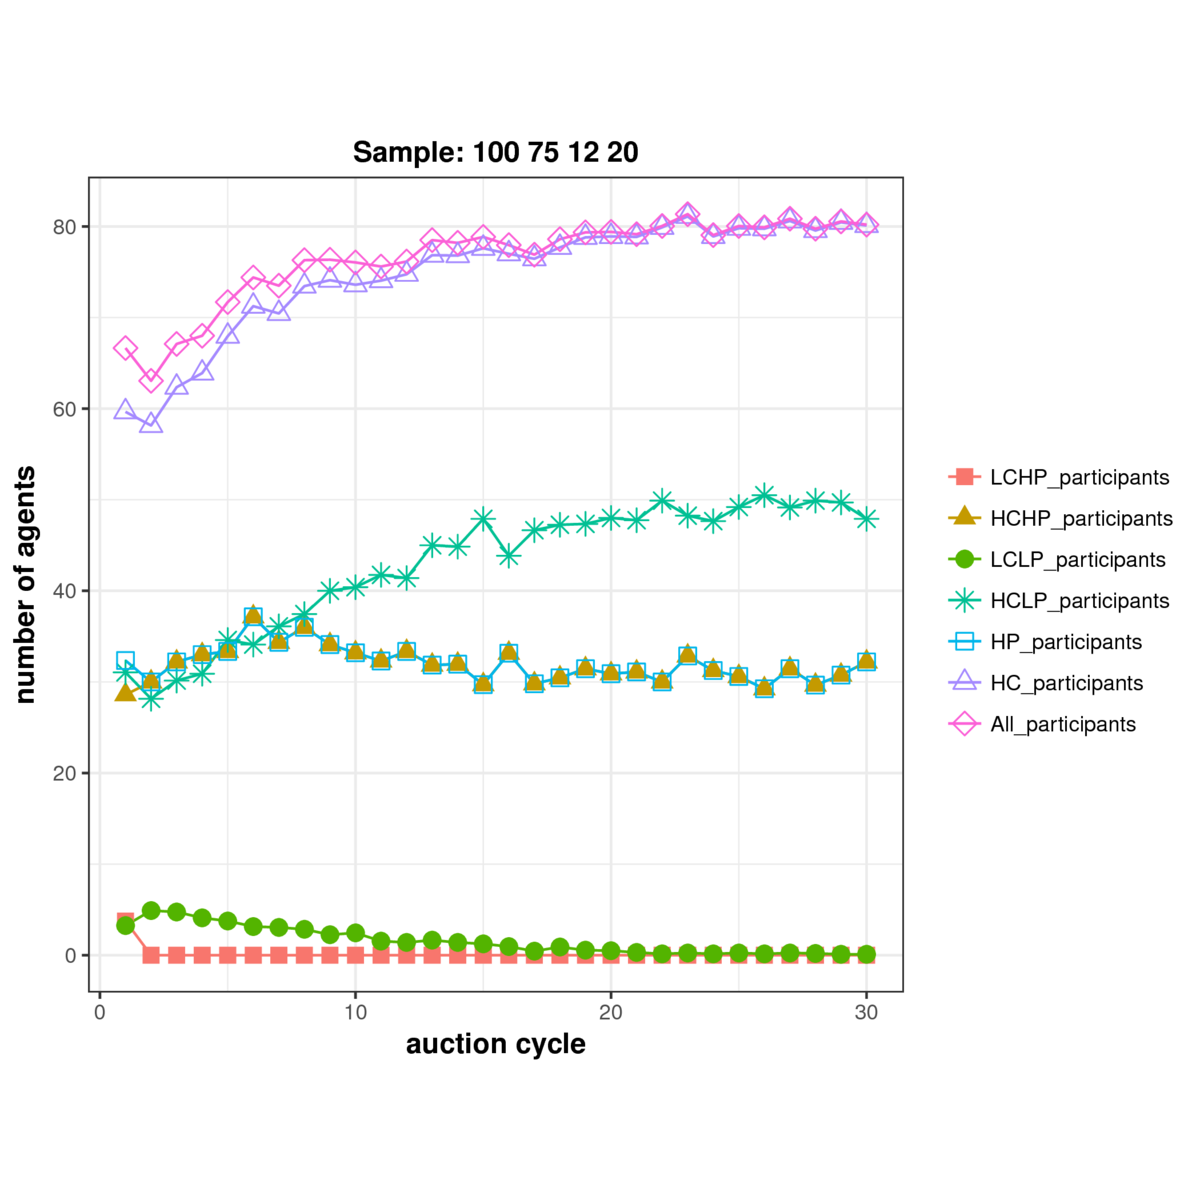 Sample: 100 75 12 20
number of agents
80
60
40
20
0
0 10 20 30
auction cycle
LCHP_participants
HCHP_participants
LCLP_participants
HCLP_participants
HP_participants
HC_participants
All_participants